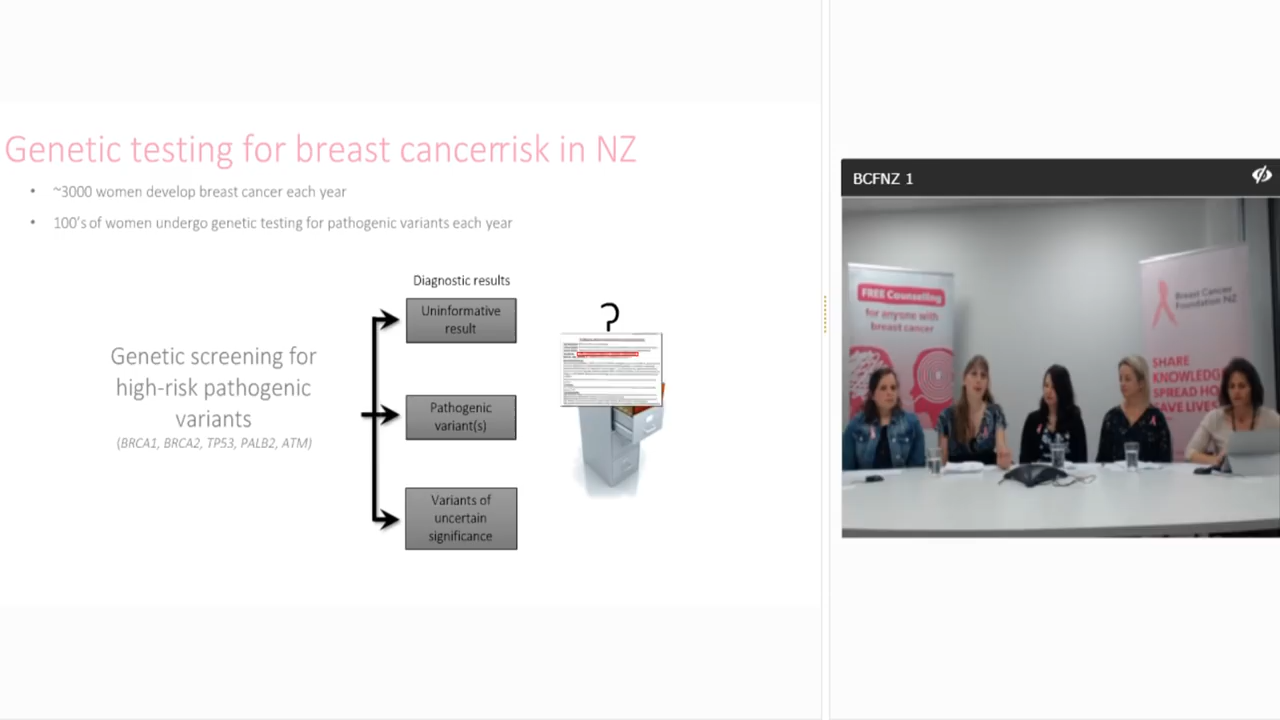 Genetic testing for breast cancerrisk in NZ
• ~3000 women develop breast cancer each year
• 100's of women undergo genetic testing for pathogenic variants each year
Diagnostic results
Uninformative
result
Genetic screening for
high-risk pathogenic
variants
(BRCA1, BRCA2, TP53, PALB2, ATM)
Pathogenic
variant(s)
Variants of
uncertain
significance
?
BCFNZ 1
FREE Counselling
for anyone with
breast cancer
Breast Cancer
Foundation NZ
SHARE
KNOWLEDG
SPREAD HO
SAVE LIVES